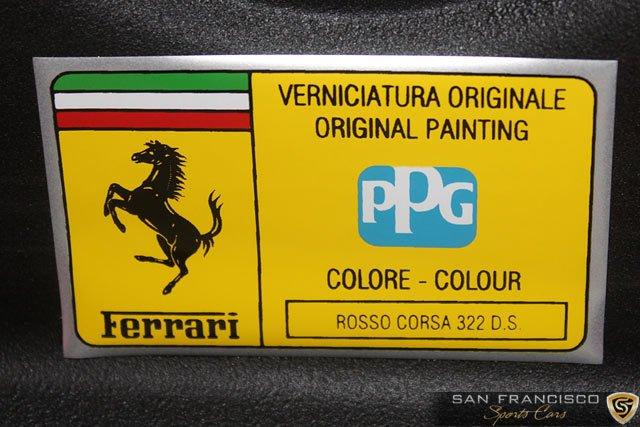 VERNICIATURA ORIGINALE
ORIGINAL PAINTING
PPG
COLORE - COLOUR
ROSSO CORSA 322 D.S.
Ferrari
SAN FRANCISCO
Sports Cars